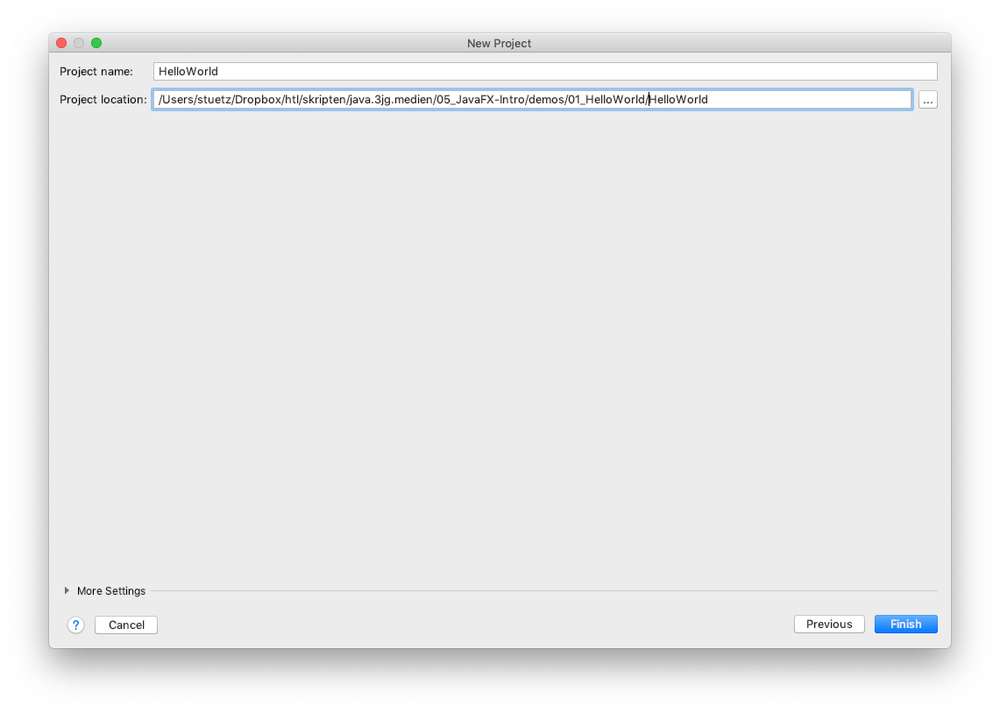 New Project
Project name: HelloWorld
Project location: /Users/stuetz/Dropbox/htl/skripten/java.3jg.medien/05_JavaFX-Intro/demos/01_HelloWorld/HelloWorld ...
More Settings
? Cancel Previous Finish